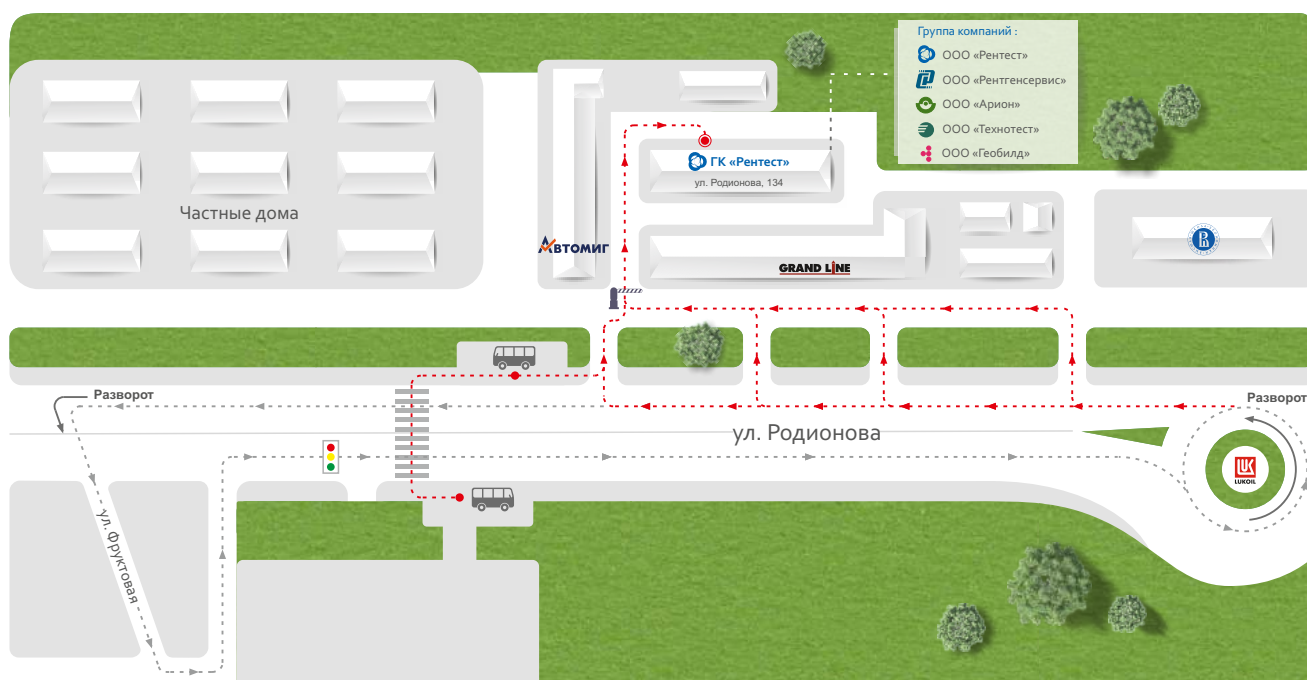 Группа компаний :
ООО «Рентест»
ООО «Рентгенсервис»
ООО «Арион»
ООО «Технотест»
ООО «Геобилд»
ГК «Рентест»
ул. Родионова, 134
Частные дома
АВТОМИГ
GRAND LINE
Разворот
Разворот
ул. Родионова
LUK
LUKOIL
ул. Фруктовая